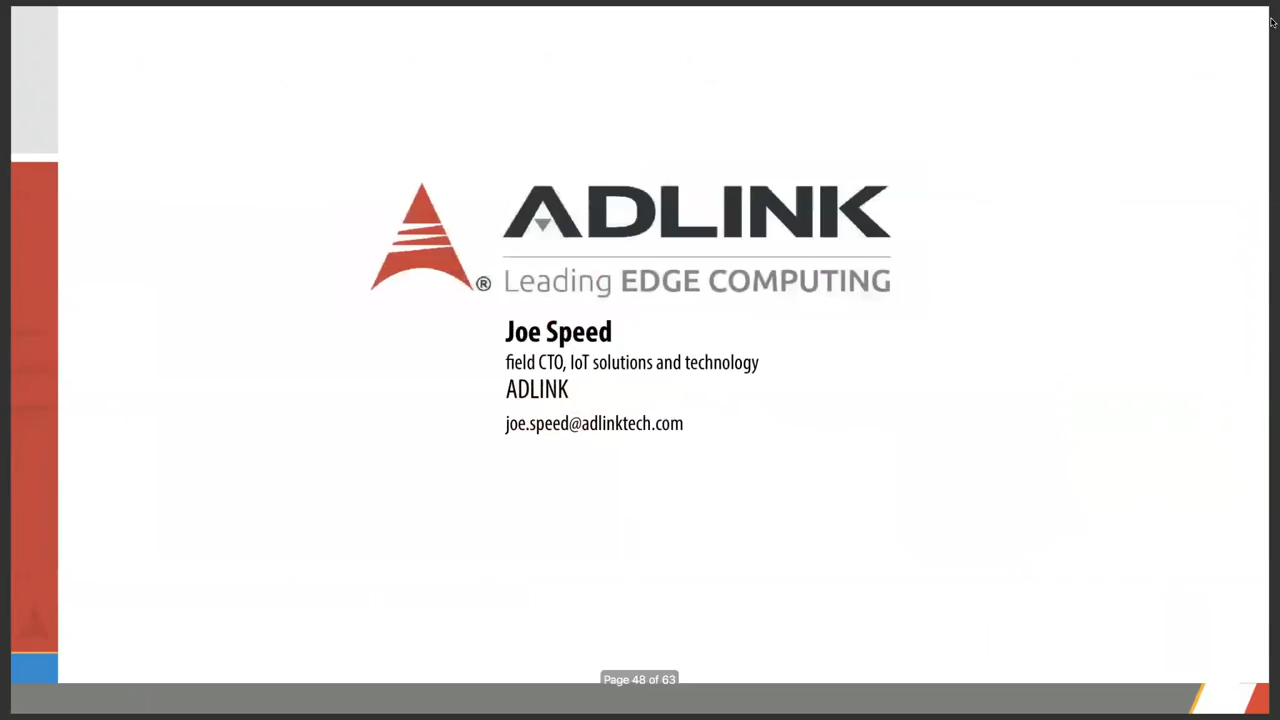 ADLINK
® Leading EDGE COMPUTING
Joe Speed
field CTO, IoT solutions and technology
ADLINK
joe.speed@adlinktech.com
Page 48 of 63